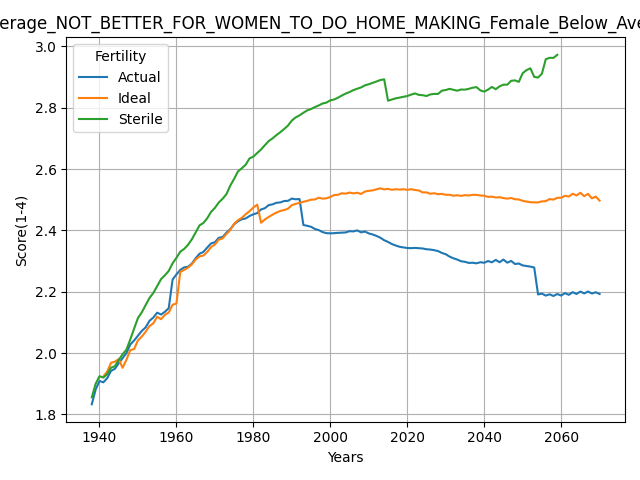 erage_NOT_BETTER_FOR_WOMEN_TO_DO_HOME_MAKING_Female_Below_Ave
Fertility
Actual
Ideal
Sterile
Score(1-4)
3.0
2.8
2.6
2.4
2.2
2.0
1.8
1940 1960 1980 2000 2020 2040 2060
Years